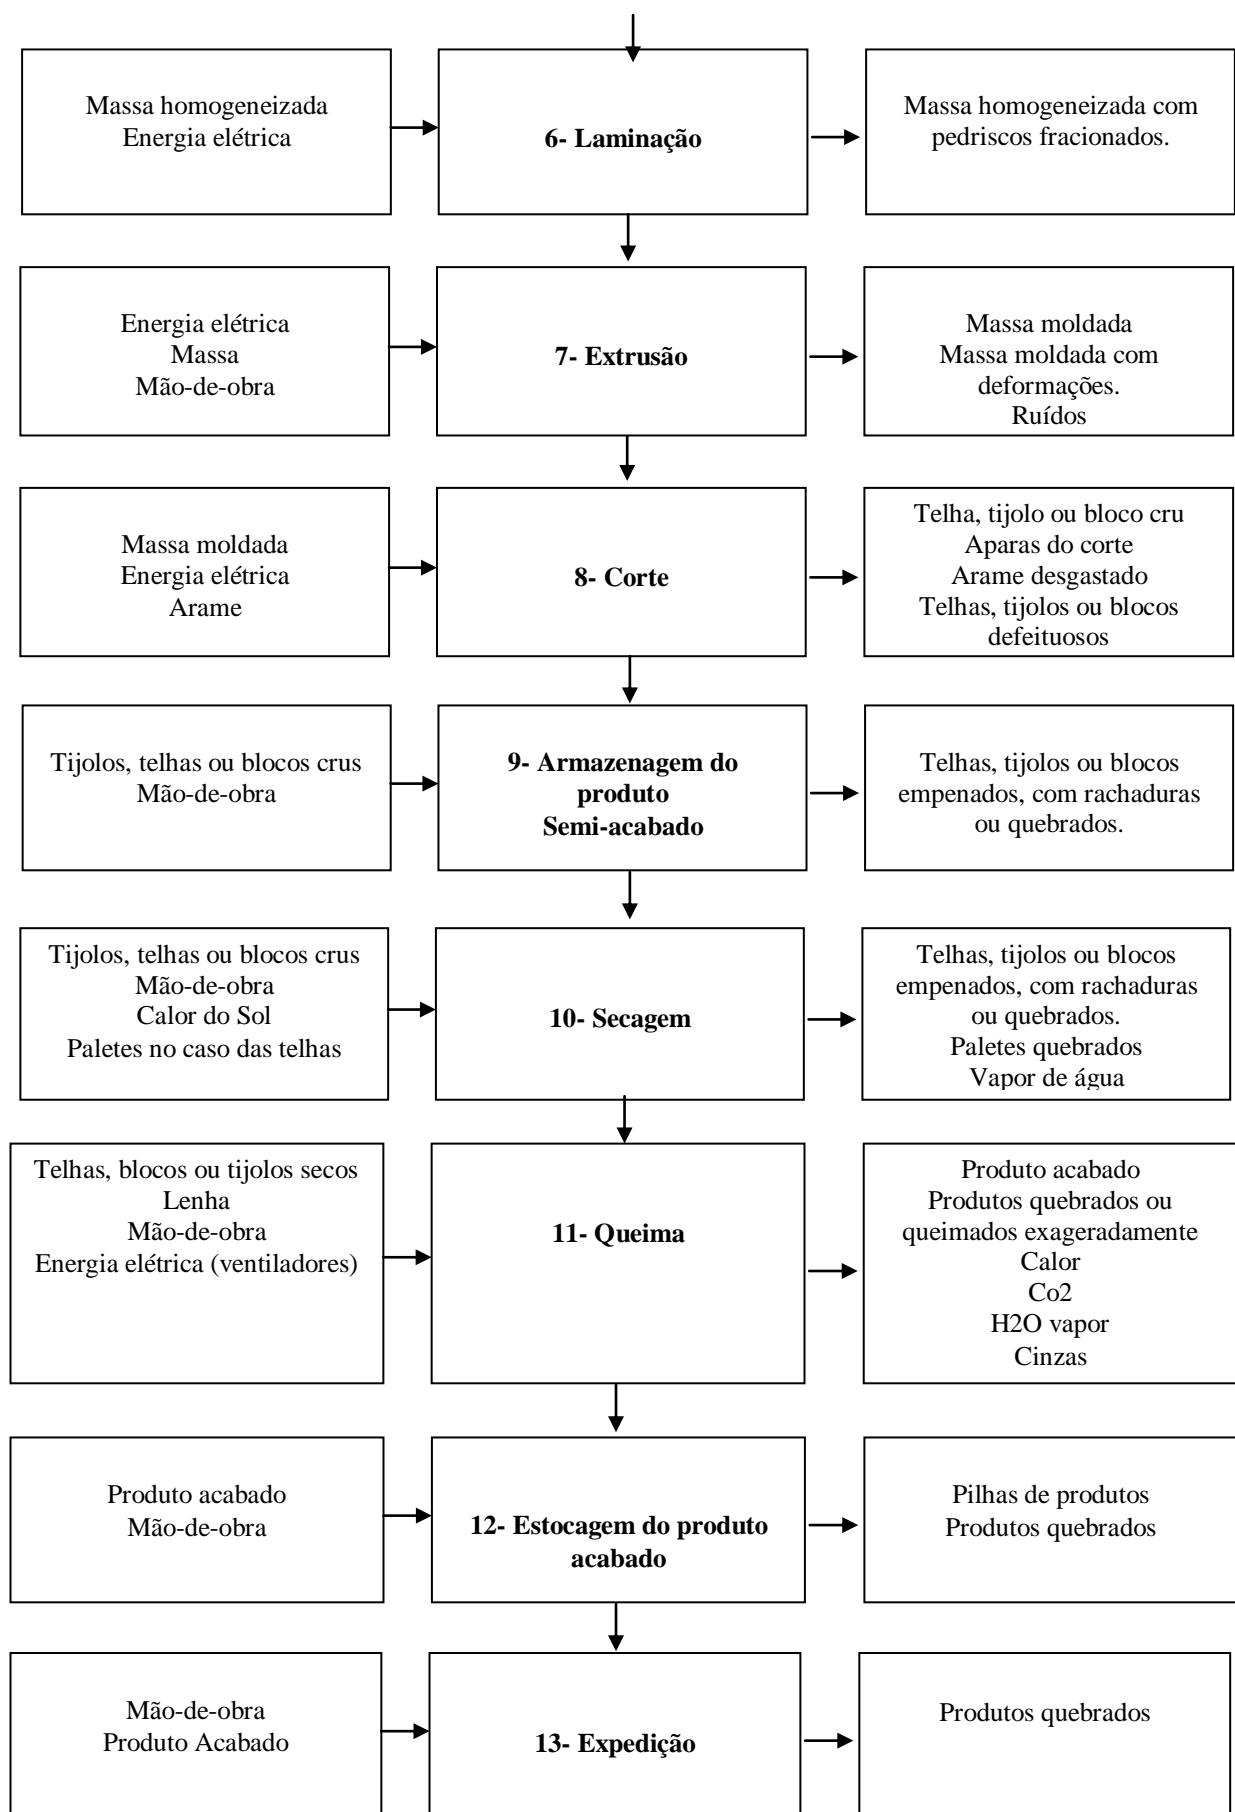 Massa homogeneizada
Energia elétrica
6- Laminação
Massa homogeneizada com
pedriscos fracionados.
Energia elétrica
Massa
Mão-de-obra
7- Extrusão
Massa moldada
Massa moldada com
deformações.
Ruídos
Massa moldada
Energia elétrica
Arame
8- Corte
Telha, tijolo ou bloco cru
Aparas do corte
Arame desgastado
Telhas, tijolos ou blocos
defeituosos
Tijolos, telhas ou blocos crus
Mão-de-obra
9- Armazenagem do
produto
Semi-acabado
Telhas, tijolos ou blocos
empenados, com rachaduras
ou quebrados.
Tijolos, telhas ou blocos crus
Mão-de-obra
Calor do Sol
Paletes no caso das telhas
10- Secagem
Telhas, tijolos ou blocos
empenados, com rachaduras
ou quebrados.
Paletes quebrados
Vapor de água
Telhas, blocos ou tijolos secos
Lenha
Mão-de-obra
Energia elétrica (ventiladores)
11- Queima
Produto acabado
Produtos quebrados ou
queimados exageradamente
Calor
Co2
H2O vapor
Cinzas
Produto acabado
Mão-de-obra
12- Estocagem do produto
acabado
Pilhas de produtos
Produtos quebrados
Mão-de-obra
Produto Acabado
13- Expedição
Produtos quebrados